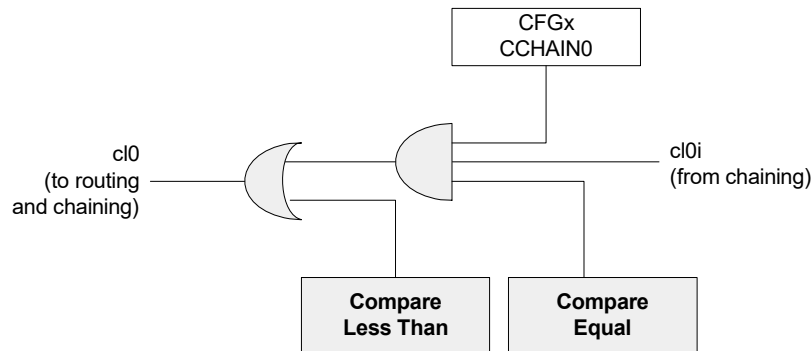 CFGx
CCHAIN0
cl0
(to routing
and chaining)
cl0i
(from chaining)
Compare
Less Than
Compare
Equal